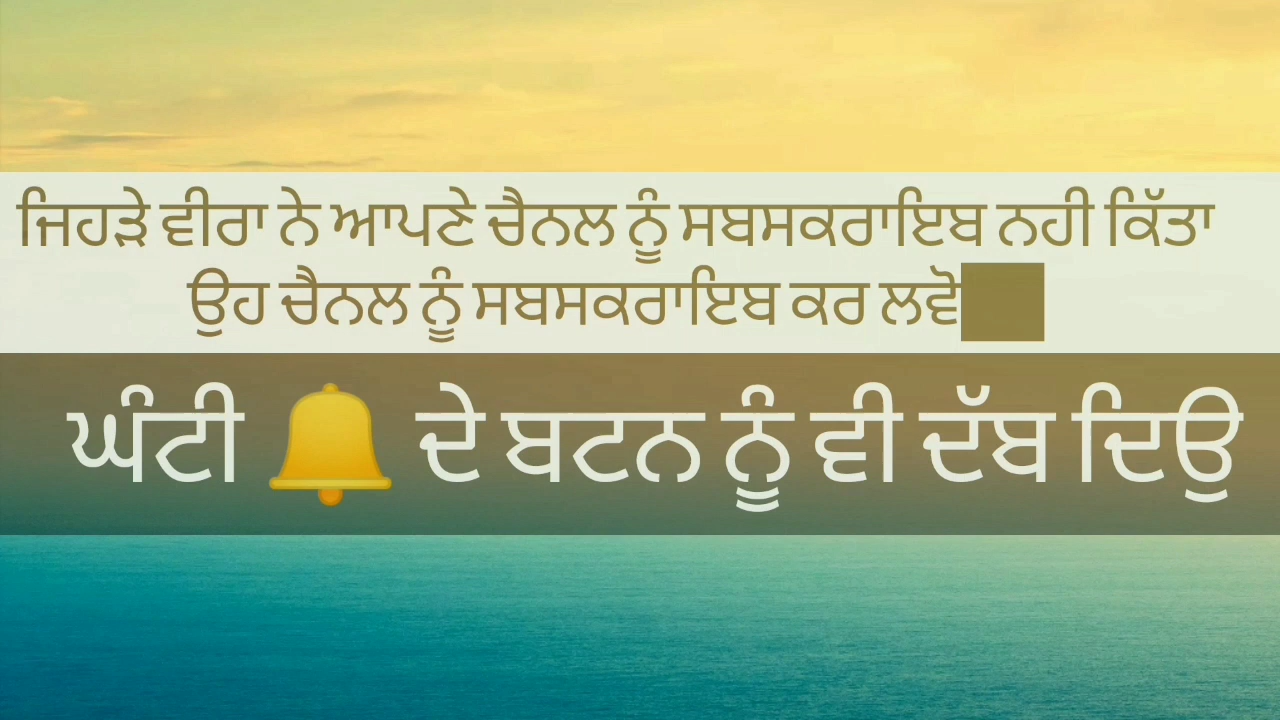 ਜਿਹੜੇ ਵੀਰਾ ਨੇ ਆਪਣੇ ਚੈਨਲ ਨੂੰ ਸਬਸਕਰਾਇਬ ਨਹੀ ਕਿੱਤਾ
ਉਹ ਚੈਨਲ ਨੂੰ ਸਬਸਕਰਾਇਬ ਕਰ ਲਵੋ
ਘੰਟੀ 🔔 ਦੇ ਬਟਨ ਨੂੰ ਵੀ ਦੱਬ ਦਿਉ